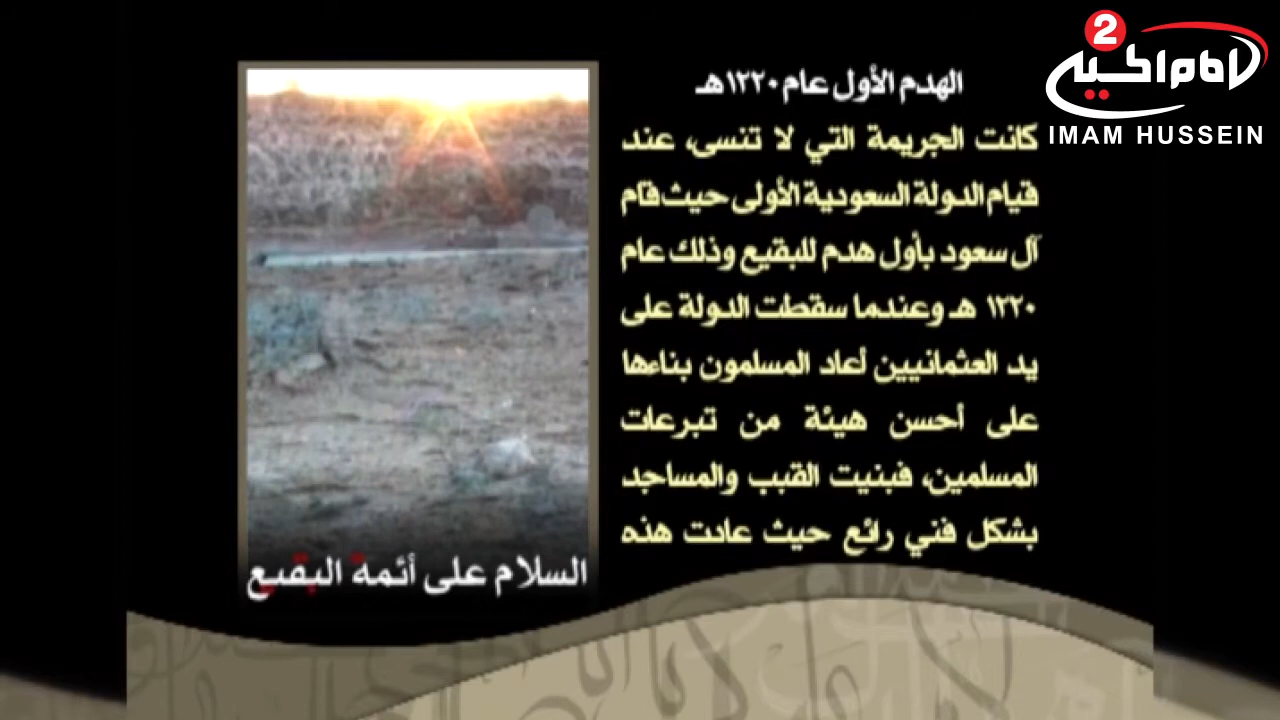 2
الامام الحسين
IMAM HUSSEIN
الهدم الأول عام ١٢٢٠هـ
كانت الجريمة التي لا تنسى، عند
قيام الدولة السعودية الأولى حيث قام
آل سعود بأول هدم للبقيع وذلك عام
١٢٢٠ هـ وعندما سقطت الدولة على
يد العثمانيين أعاد المسلمون بناءها
على أحسن هيئة من تبرعات
المسلمين، فبنيت القبب والمساجد
بشكل فني رائع حيث عادت هذه
السلام على أئمة البقيع